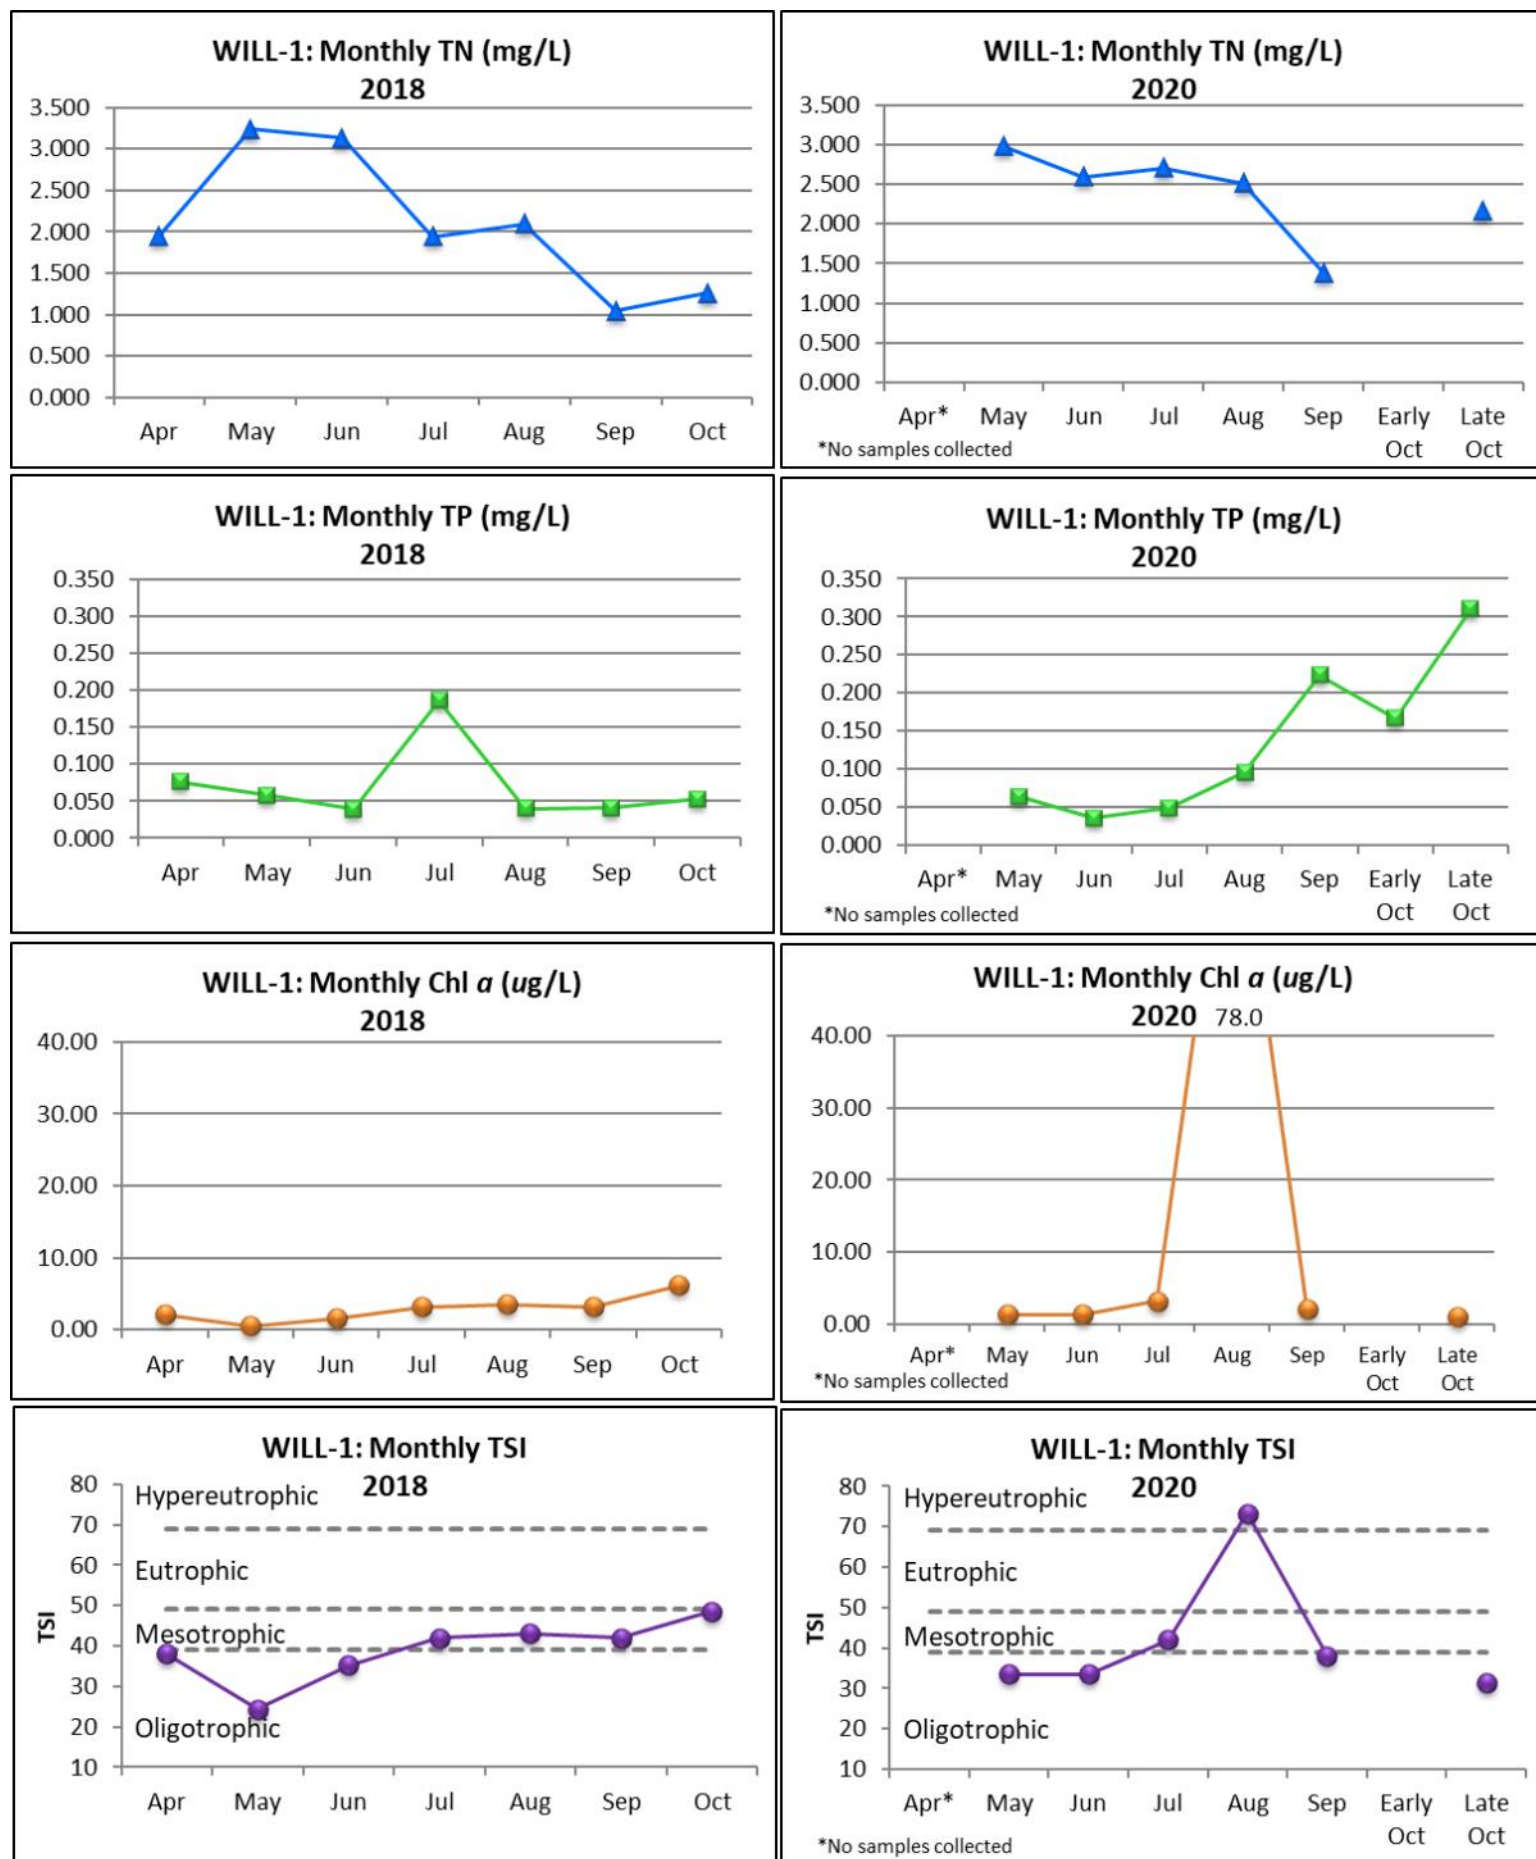 WILL-1: Monthly TN (mg/L)
2018
3.500
3.000
2.500
2.000
1.500
1.000
0.500
0.000
Apr May Jun Jul Aug Sep Oct
WILL-1: Monthly TN (mg/L)
2020
3.500
3.000
2.500
2.000
1.500
1.000
0.500
0.000
Apr* May Jun Jul Aug Sep Early Late
Oct Oct
*No samples collected
WILL-1: Monthly TP (mg/L)
2018
0.350
0.300
0.250
0.200
0.150
0.100
0.050
0.000
Apr May Jun Jul Aug Sep Oct
WILL-1: Monthly TP (mg/L)
2020
0.350
0.300
0.250
0.200
0.150
0.100
0.050
0.000
Apr* May Jun Jul Aug Sep Early Late
Oct Oct
*No samples collected
WILL-1: Monthly Chl a (ug/L)
2018
40.00
30.00
20.00
10.00
0.00
Apr May Jun Jul Aug Sep Oct
WILL-1: Monthly Chl a (ug/L)
2020 78.0
40.00
30.00
20.00
10.00
0.00
Apr* May Jun Jul Aug Sep Early Late
Oct Oct
*No samples collected
WILL-1: Monthly TSI
2018
80
70
60
50
40
30
20
10
TSI
Hypereutrophic
Eutrophic
Mesotrophic
Oligotrophic
Apr May Jun Jul Aug Sep Oct
WILL-1: Monthly TSI
2020
80
70
60
50
40
30
20
10
TSI
Hypereutrophic
Eutrophic
Mesotrophic
Oligotrophic
Apr* May Jun Jul Aug Sep Early Late
Oct Oct
*No samples collected